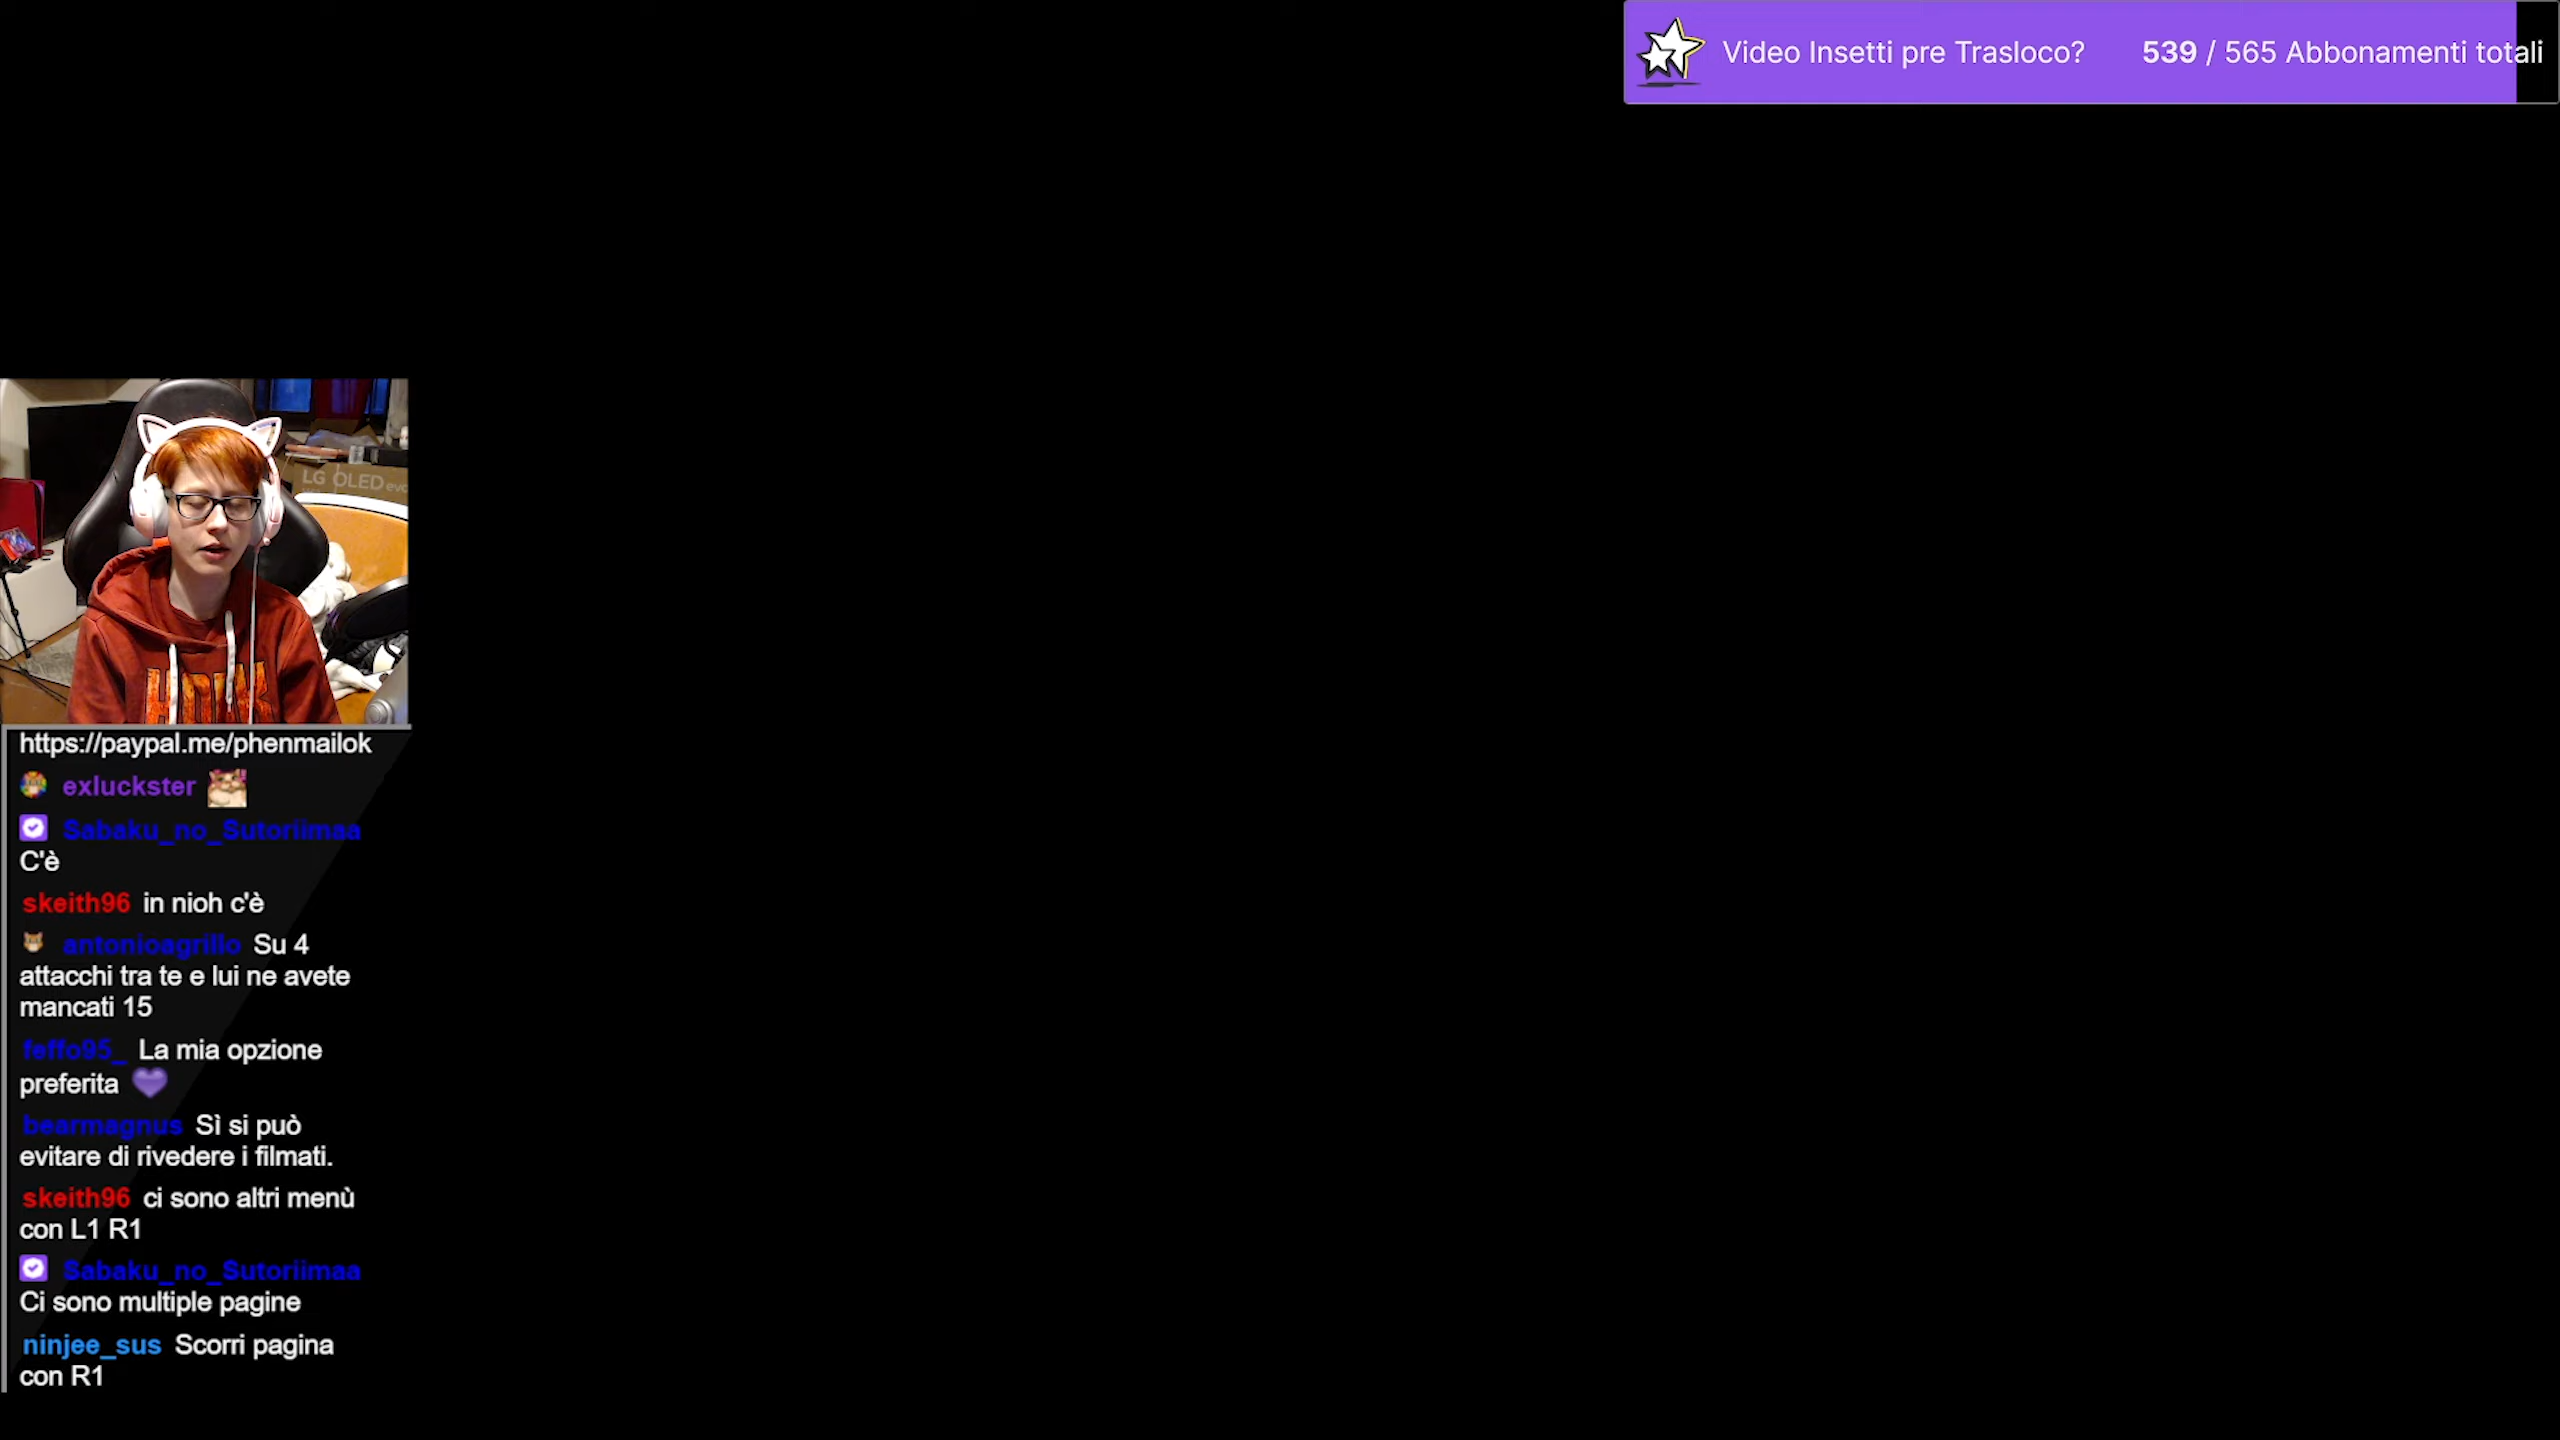 Video Insetti pre Trasloco? 539 / 565 Abbonamenti totali
LG OLED evo
https://paypal.me/phenmailok
exluckster
Sabaku_no_Sutoriimaa
C'è
skeith96 in nioh c'è
antonioagrillo Su 4
attacchi tra te e lui ne avete
mancati 15
feffo95_ La mia opzione
preferita
bearmagnus Sì si può
evitare di rivedere i filmati.
skeith96 ci sono altri menù
con L1 R1
Sabaku_no_Sutoriimaa
Ci sono multiple pagine
ninjee_sus Scorri pagina
con R1